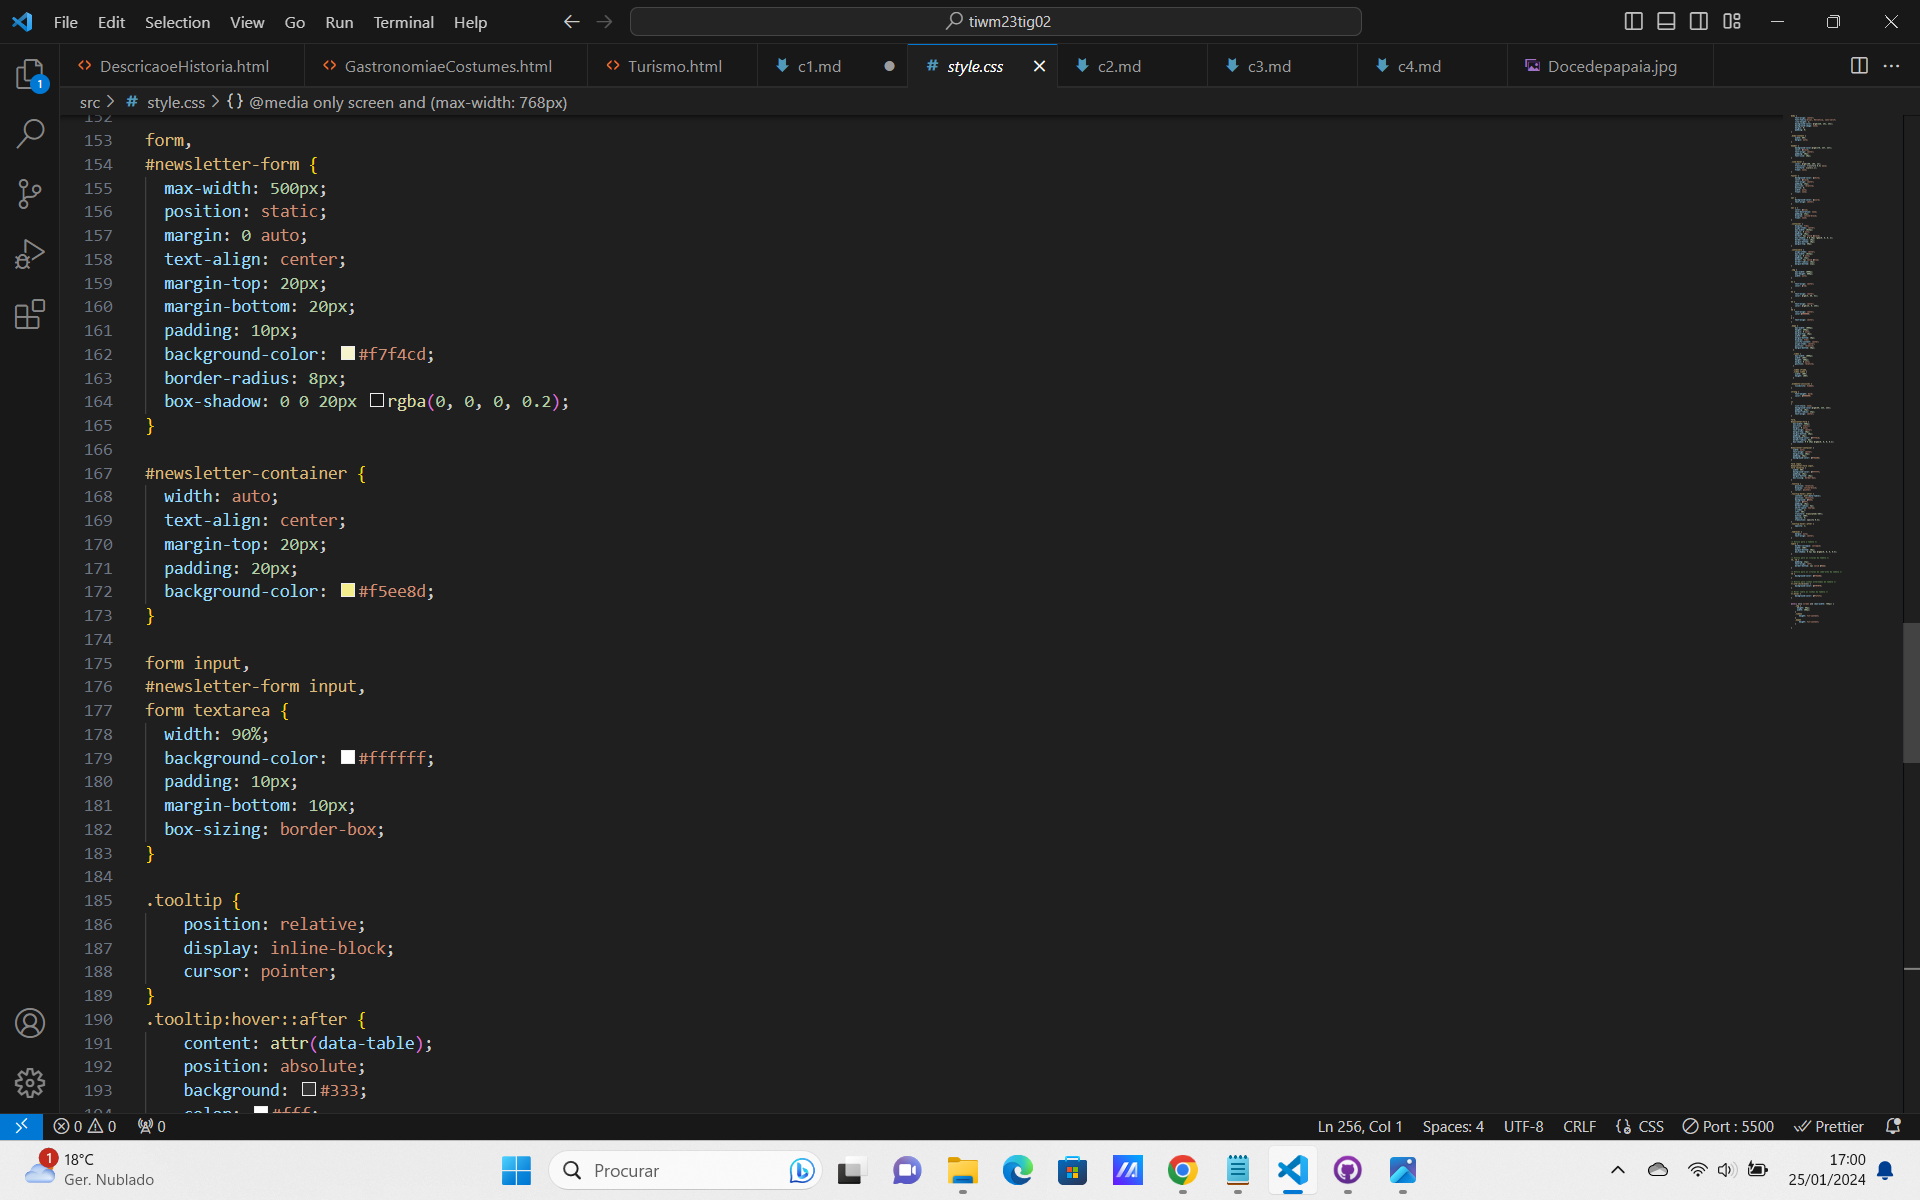 File Edit Selection View Go Run Terminal Help
tiwm23tig02
DescricaoeHistoria.html GastronomiaeCostumes.html Turismo.html c1.md style.css c2.md c3.md c4.md Docedepapaia.jpg
1
src > # style.css > {} @media only screen and (max-width: 768px)
152
153 form,
154 #newsletter-form {
155 max-width: 500px;
156 position: static;
157 margin: 0 auto;
158 text-align: center;
159 margin-top: 20px;
160 margin-bottom: 20px;
161 padding: 10px;
162 background-color: #f7f4cd;
163 border-radius: 8px;
164 box-shadow: 0 0 20px rgba(0, 0, 0, 0.2);
165 }
166
167 #newsletter-container {
168 width: auto;
169 text-align: center;
170 margin-top: 20px;
171 padding: 20px;
172 background-color: #f5ee8d;
173 }
174
175 form input,
176 #newsletter-form input,
177 form textarea {
178 width: 90%;
179 background-color: #ffffff;
180 padding: 10px;
181 margin-bottom: 10px;
182 box-sizing: border-box;
183 }
184
185 .tooltip {
186 position: relative;
187 display: inline-block;
188 cursor: pointer;
189 }
190 .tooltip:hover::after {
191 content: attr(data-table);
192 position: absolute;
193 background: #333;
194 color: #fff;
0 0 0 Ln 256, Col 1 Spaces: 4 UTF-8 CRLF {} CSS Port : 5500 Prettier
1 18°C
Ger. Nublado
Procurar
17:00
25/01/2024